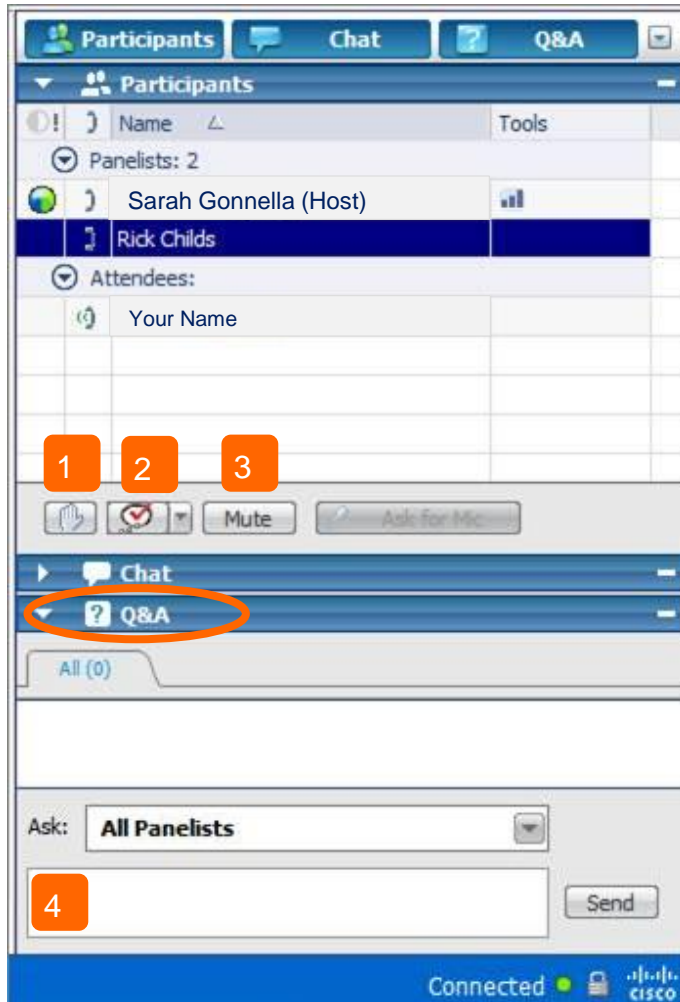 Participants Chat Q&A
Participants
! Name Tools
Panelists: 2
Sarah Gonnella (Host)
Rick Childs
Attendees:
Your Name
1 2 3
Mute Ask for Mic
Chat
? Q&A
All (0)
Ask: All Panelists
4 Send
Connected CISCO